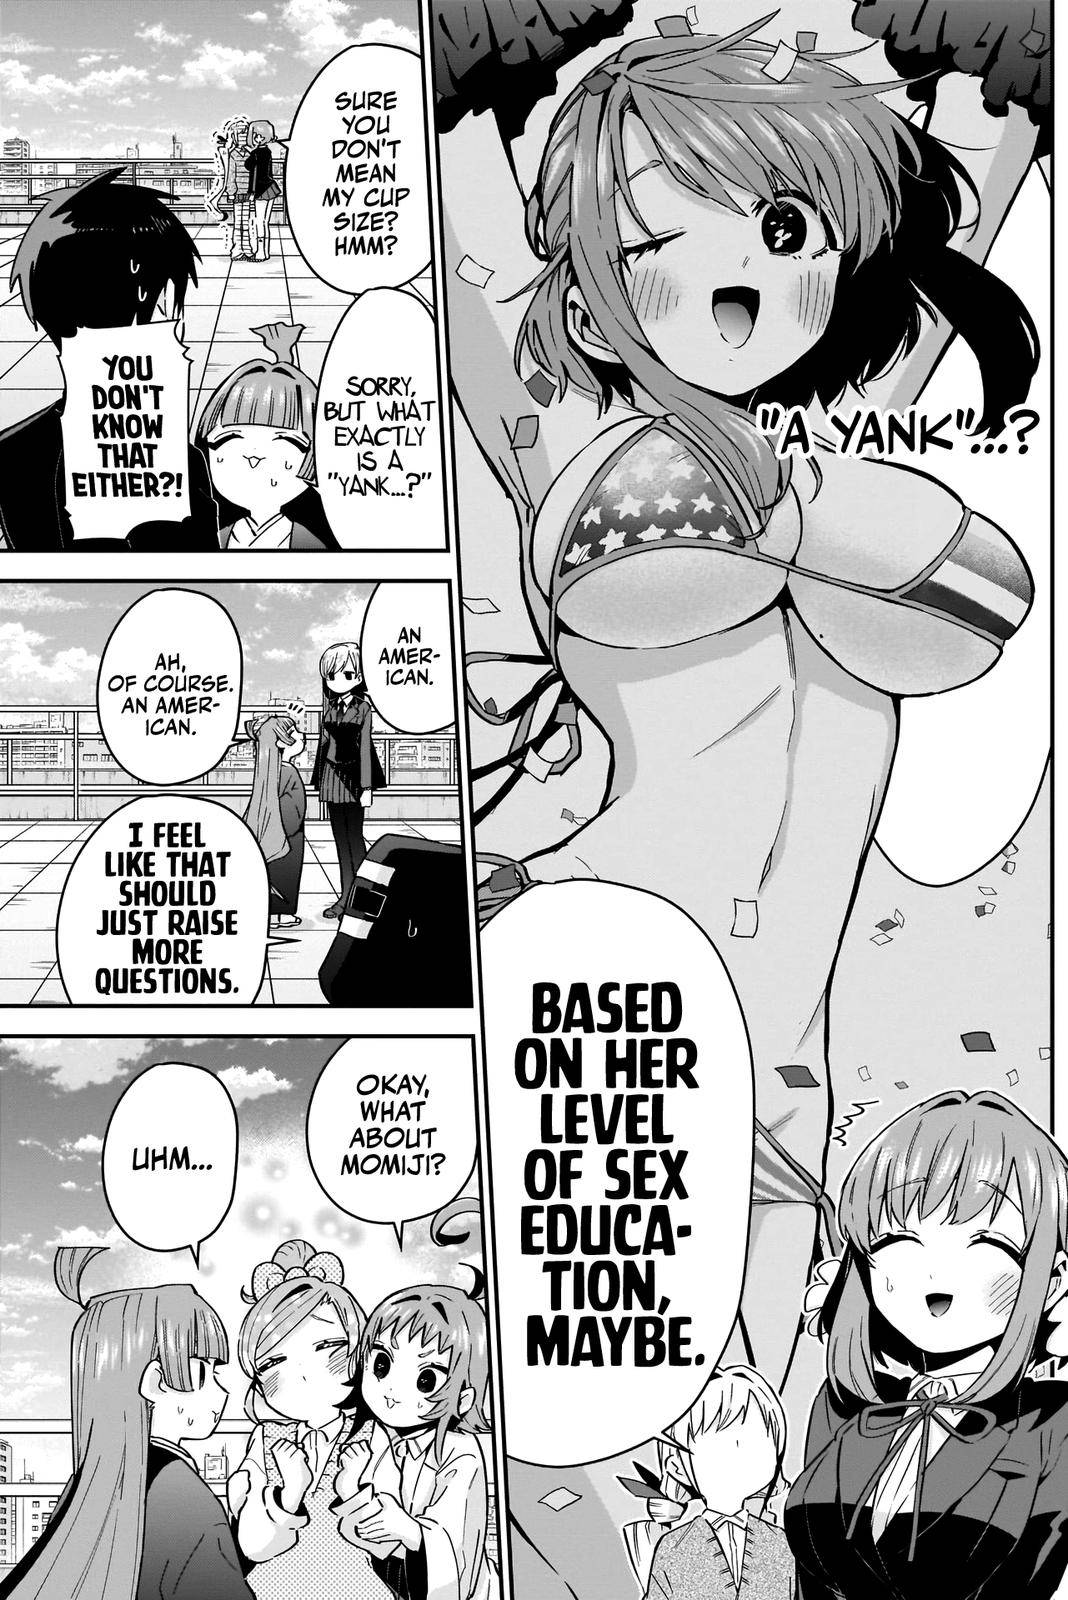 "A YANK"...?
BASED
ON HER
LEVEL
OF SEX
EDUCA-
TION,
MAYBE.
SURE
YOU
DON'T
MEAN
MY CUP
SIZE?
HMM?
SORRY,
BUT WHAT
EXACTLY
IS A
"YANK...?"
YOU
DON'T
KNOW
THAT
EITHER?!
AN
AMER-
ICAN.
AH,
OF COURSE.
AN AMER-
ICAN.
I FEEL
LIKE THAT
SHOULD
JUST RAISE
MORE
QUESTIONS.
OKAY,
WHAT
ABOUT
MOMIJI?
UHM...